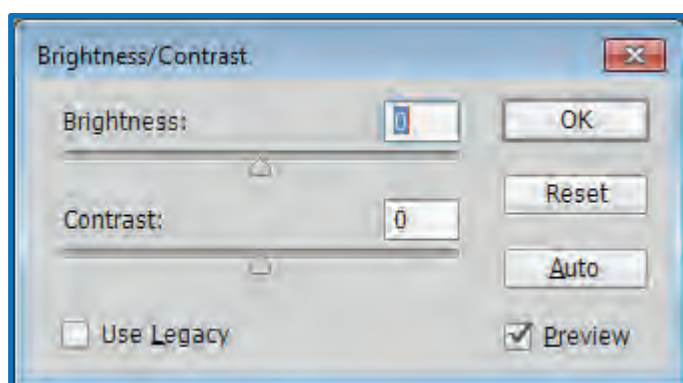 Brightness/Contrast
Brightness: 0
OK
Reset
Contrast: 0
Auto
Use Legacy
Preview